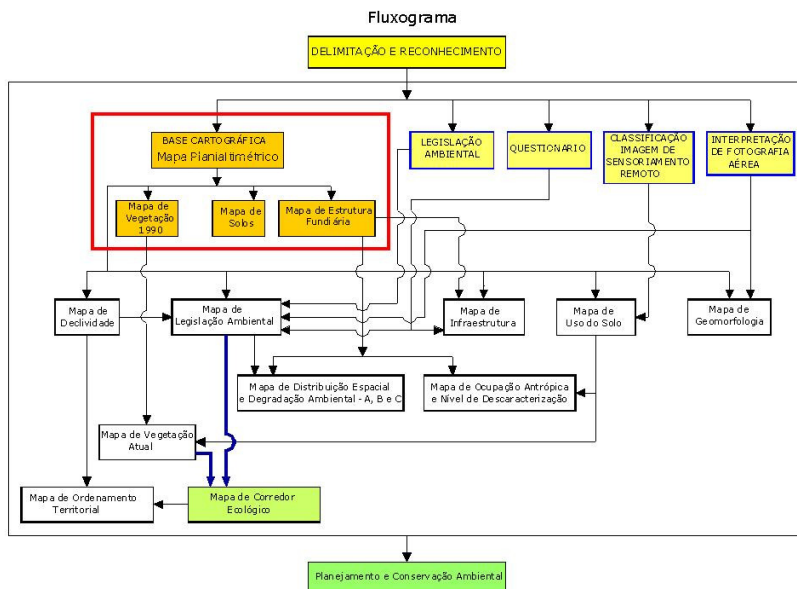 Fluxograma
DELIMITAÇÃO E RECONHECIMENTO
BASE CARTOGRÁFICA
Mapa Planialtimétrico
LEGISLAÇÃO
AMBIENTAL
QUESTIONARIO
CLASSIFICAÇÃO
IMAGEM DE
SENSORIAMENTO
REMOTO
INTERPRETAÇÃO
DE FOTOGRAFIA
AÉREA
Mapa de
Vegetação
1990
Mapa de
Solos
Mapa de Estrutura
Fundiária
Mapa de
Declividade
Mapa de
Legislação Ambiental
Mapa de
Infraestrutura
Mapa de
Uso do Solo
Mapa de
Geomorfologia
Mapa de Distribuição Espacial
e Degradação Ambiental - A, B e C
Mapa de Ocupação Antrópica
e Nível de Descaracterização
Mapa de Vegetação
Atual
Mapa de Ordenamento
Territorial
Mapa de Corredor
Ecológico
Planejamento e Conservação Ambiental